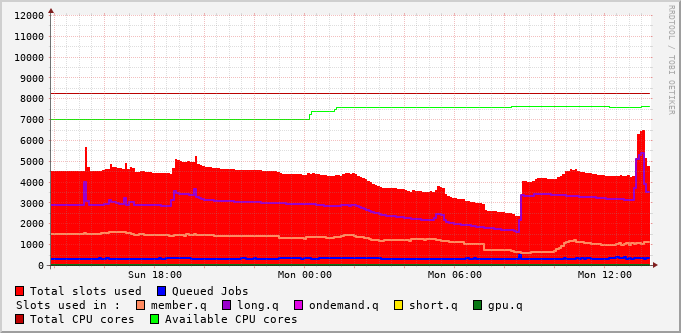 12000
11000
10000
9000
8000
7000
6000
5000
4000
3000
2000
1000
0
RRDTOOL / TOBI OETIKER
Sun 18:00 Mon 00:00 Mon 06:00 Mon 12:00
Total slots used Queued Jobs
Slots used in : member.q long.q ondemand.q short.q gpu.q
Total CPU cores Available CPU cores